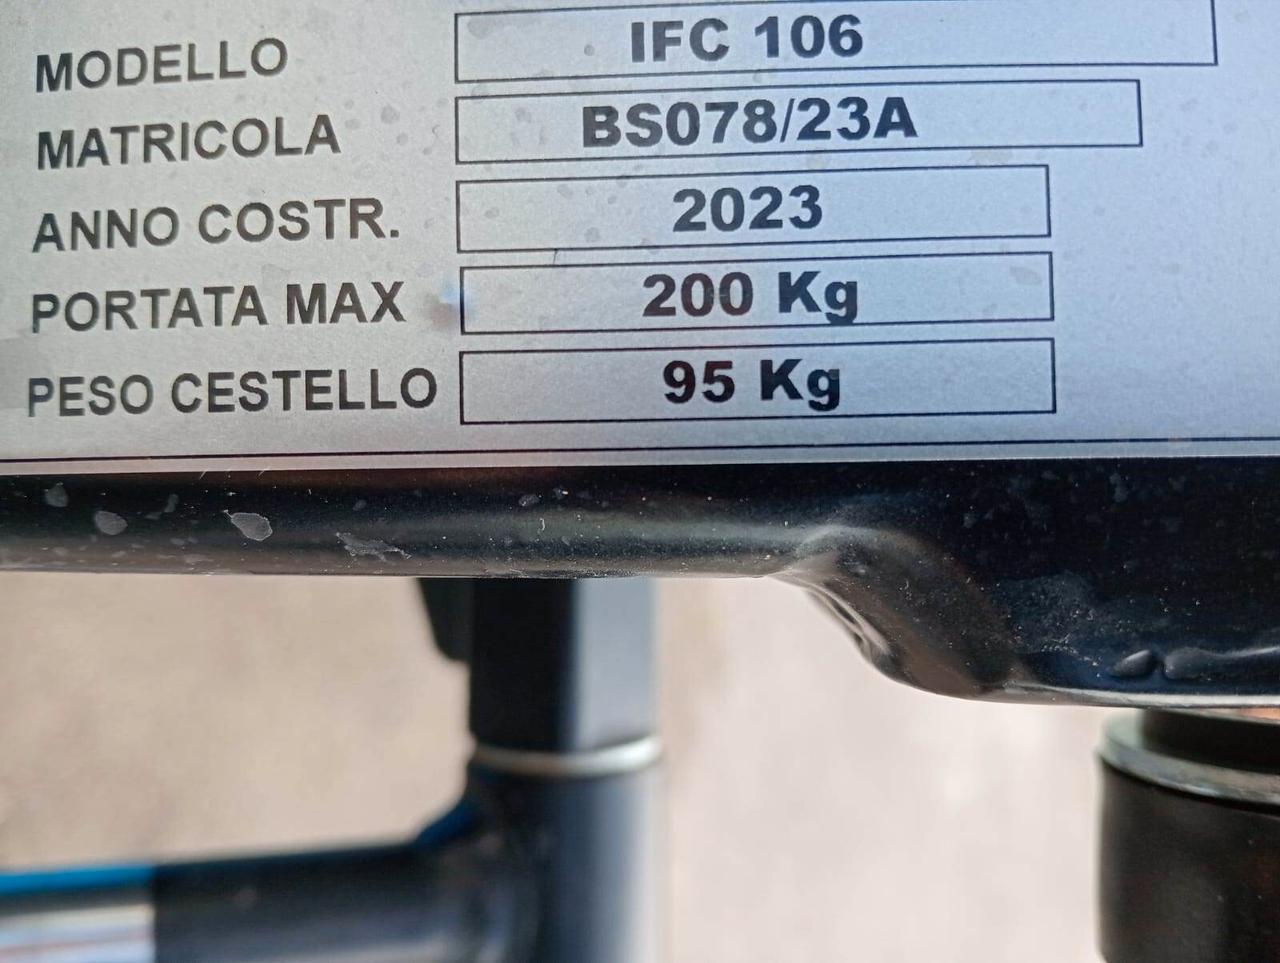 MODELLO IFC 106
MATRICOLA BS078/23A
ANNO COSTR. 2023
PORTATA MAX 200 Kg
PESO CESTELLO 95 Kg